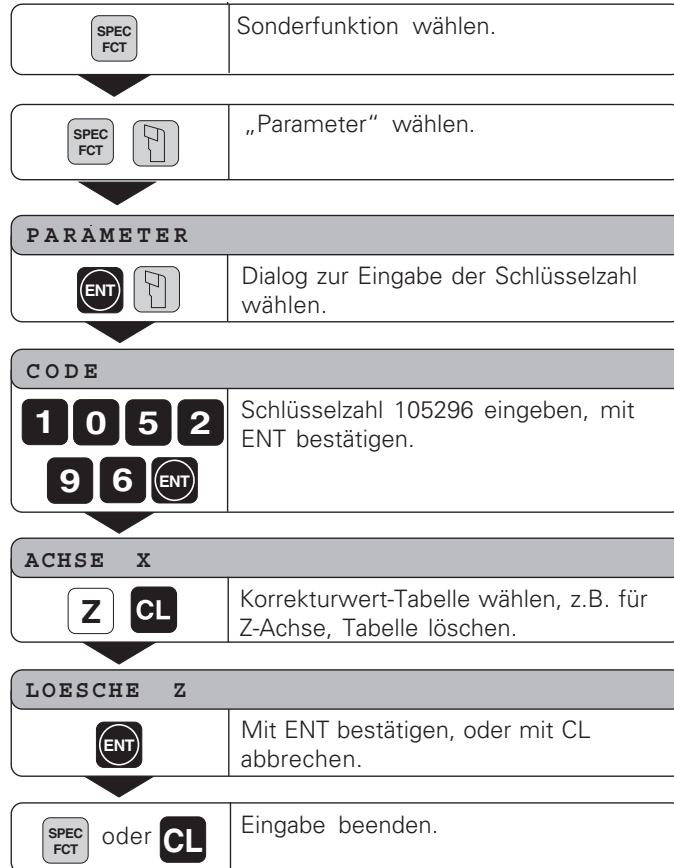 SPEC
FCT
Sonderfunktion wählen.
SPEC
FCT
„Parameter“ wählen.
PARAMETER
ENT
Dialog zur Eingabe der Schlüsselzahl
wählen.
CODE
1 0 5 2
9 6 ENT
Schlüsselzahl 105296 eingeben, mit
ENT bestätigen.
ACHSE X
Z CL
Korrekturwert-Tabelle wählen, z.B. für
Z-Achse, Tabelle löschen.
LOESCHE Z
ENT
Mit ENT bestätigen, oder mit CL
abbrechen.
SPEC
FCT oder CL
Eingabe beenden.